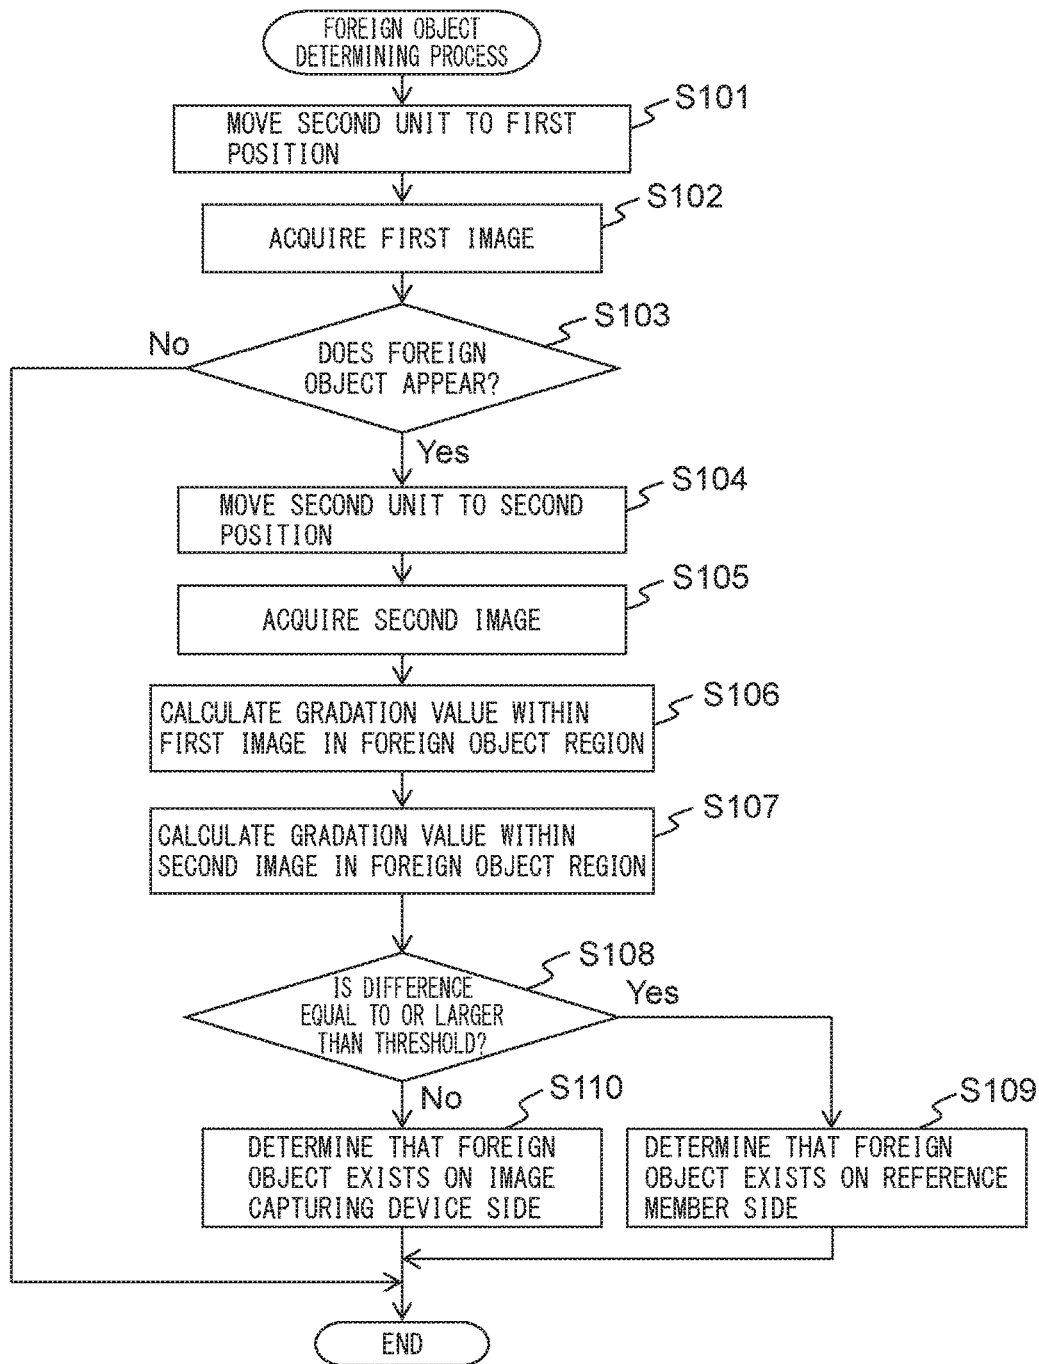 FOREIGN OBJECT
DETERMINING PROCESS
S101
MOVE SECOND UNIT TO FIRST
POSITION
S102
ACQUIRE FIRST IMAGE
S103
No
DOES FOREIGN
OBJECT APPEAR?
Yes
S104
MOVE SECOND UNIT TO SECOND
POSITION
S105
ACQUIRE SECOND IMAGE
S106
CALCULATE GRADATION VALUE WITHIN
FIRST IMAGE IN FOREIGN OBJECT REGION
S107
CALCULATE GRADATION VALUE WITHIN
SECOND IMAGE IN FOREIGN OBJECT REGION
S108
IS DIFFERENCE
EQUAL TO OR LARGER
THAN THRESHOLD?
Yes
No
S110
DETERMINE THAT FOREIGN
OBJECT EXISTS ON IMAGE
CAPTURING DEVICE SIDE
S109
DETERMINE THAT FOREIGN
OBJECT EXISTS ON REFERENCE
MEMBER SIDE
END